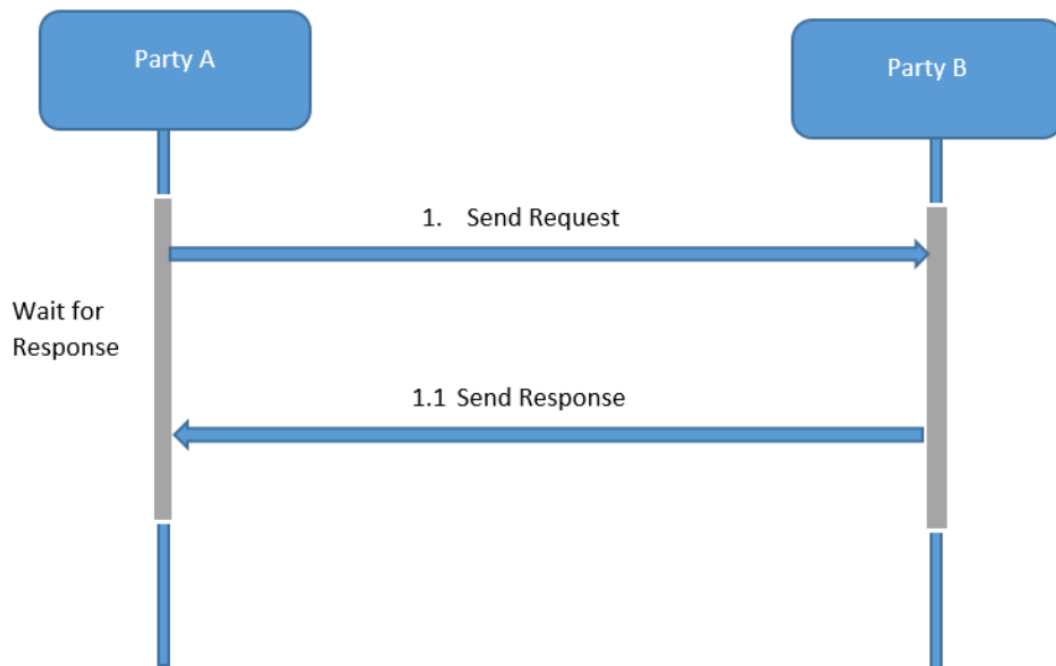 Party A
Party B
1. Send Request
Wait for
Response
1.1 Send Response